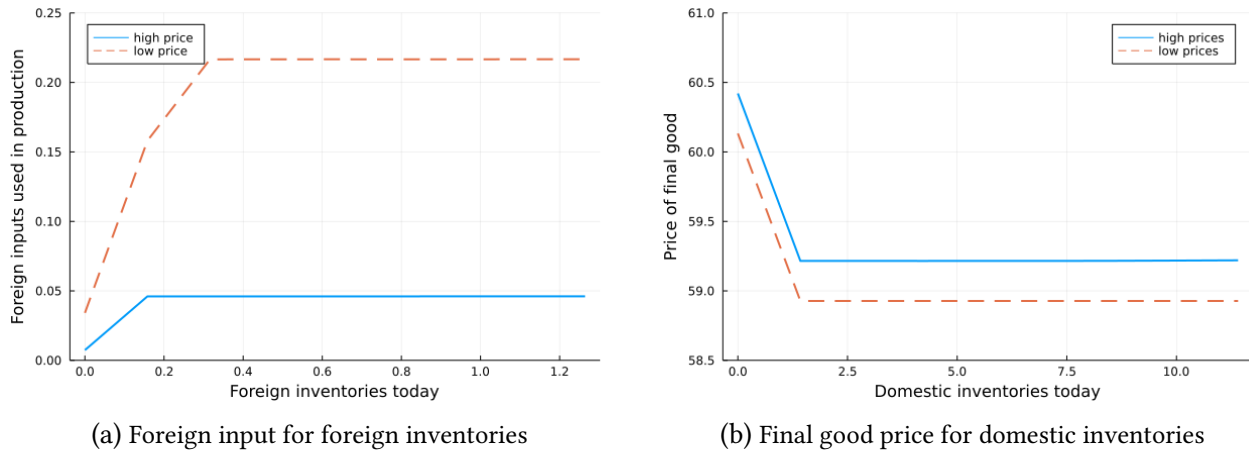 0.25
0.20
0.15
0.10
0.05
0.00
Foreign inputs used in production
high price
low price
0.0 0.2 0.4 0.6 0.8 1.0 1.2
Foreign inventories today
(a) Foreign input for foreign inventories
61.0
60.5
60.0
59.5
59.0
58.5
Price of final good
high prices
low prices
0.0 2.5 5.0 7.5 10.0
Domestic inventories today
(b) Final good price for domestic inventories